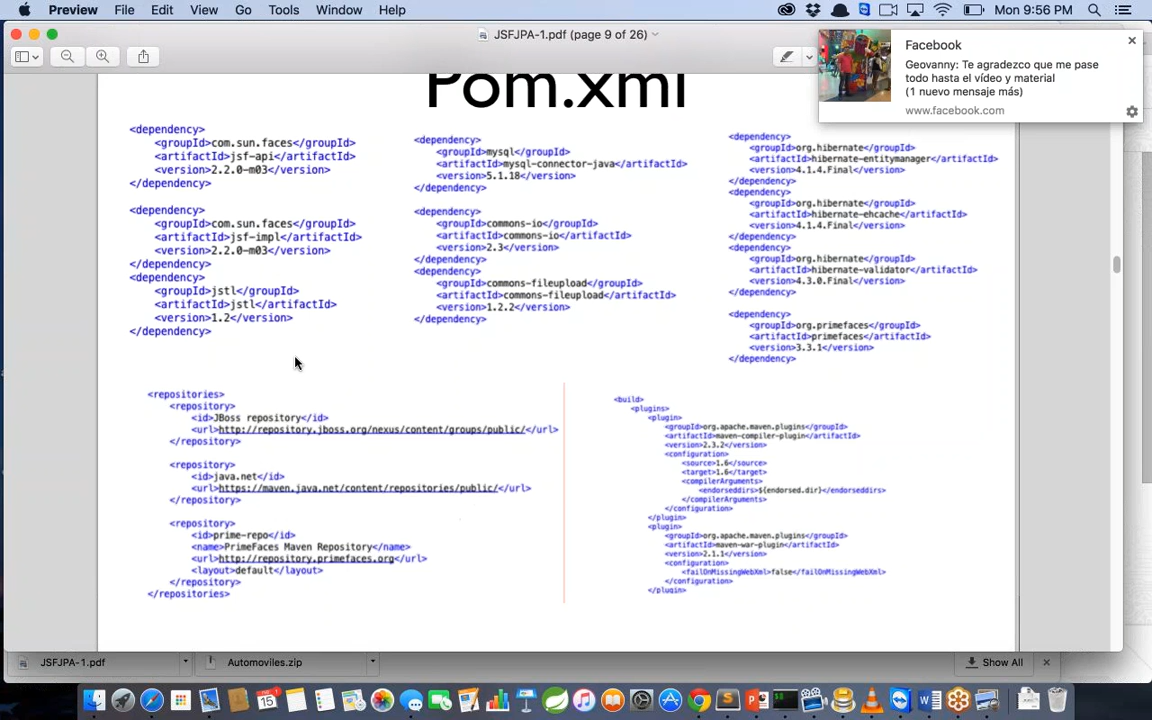 Preview File Edit View Go Tools Window Help Mon 9:56 PM
JSFJPA-1.pdf (page 9 of 26)
Facebook
Geovanny: Te agradezco que me pase
todo hasta el vídeo y material
(1 nuevo mensaje más)
www.facebook.com
Pom.xml
<dependency>
<groupId>com.sun.faces</groupId>
<artifactId>jsf-api</artifactId>
<version>2.2.0-m03</version>
</dependency>
<dependency>
<groupId>com.sun.faces</groupId>
<artifactId>jsf-impl</artifactId>
<version>2.2.0-m03</version>
</dependency>
<dependency>
<groupId>jstl</groupId>
<artifactId>jstl</artifactId>
<version>1.2</version>
</dependency>
<dependency>
<groupId>mysql</groupId>
<artifactId>mysql-connector-java</artifactId>
<version>5.1.18</version>
</dependency>
<dependency>
<groupId>commons-io</groupId>
<artifactId>commons-io</artifactId>
<version>2.3</version>
</dependency>
<dependency>
<groupId>commons-fileupload</groupId>
<artifactId>commons-fileupload</artifactId>
<version>1.2.2</version>
</dependency>
<dependency>
<groupId>org.hibernate</groupId>
<artifactId>hibernate-entitymanager</artifactId>
<version>4.1.4.Final</version>
</dependency>
<dependency>
<groupId>org.hibernate</groupId>
<artifactId>hibernate-ehcache</artifactId>
<version>4.1.4.Final</version>
</dependency>
<dependency>
<groupId>org.hibernate</groupId>
<artifactId>hibernate-validator</artifactId>
<version>4.3.0.Final</version>
</dependency>
<dependency>
<groupId>org.primefaces</groupId>
<artifactId>primefaces</artifactId>
<version>3.3.1</version>
</dependency>
<repositories>
<repository>
<id>JBoss repository</id>
<url>http://repository.jboss.org/nexus/content/groups/public/</url>
</repository>
<repository>
<id>java.net</id>
<url>https://maven.java.net/content/repositories/public/</url>
</repository>
<repository>
<id>prime-repo</id>
<name>PrimeFaces Maven Repository</name>
<url>http://repository.primefaces.org</url>
<layout>default</layout>
</repository>
</repositories>
<build>
<plugins>
<plugin>
<groupId>org.apache.maven.plugins</groupId>
<artifactId>maven-compiler-plugin</artifactId>
<version>2.3.2</version>
<configuration>
<source>1.6</source>
<target>1.6</target>
<compilerArguments>
<endorseddirs>${endorsed.dir}</endorseddirs>
</compilerArguments>
</configuration>
</plugin>
<plugin>
<groupId>org.apache.maven.plugins</groupId>
<artifactId>maven-war-plugin</artifactId>
<version>2.1.1</version>
<configuration>
<failOnMissingWebXml>false</failOnMissingWebXml>
</configuration>
</plugin>
JSFJPA-1.pdf Automoviles.zip Show All
15